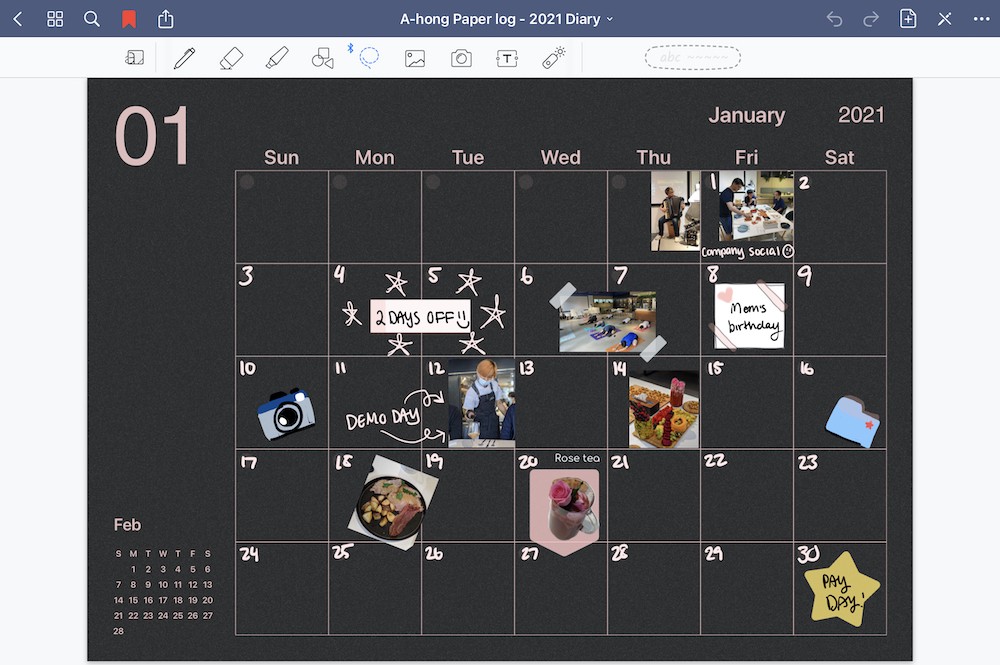 A-hong Paper log - 2021 Diary
abc
01
January 2021
Sun Mon Tue Wed Thu Fri Sat
1 2
Company Social
3 4 5 6 7 8 9
2 DAYS OFF!!
Mom's
birthday
10 11 12 13 14 15 16
DEMO DAY
17 18 19 20 21 22 23
Rose tea
24 25 26 27 28 29 30
PAY
DAY!
Feb
S M T W T F S
1 2 3 4 5 6
7 8 9 10 11 12 13
14 15 16 17 18 19 20
21 22 23 24 25 26 27
28